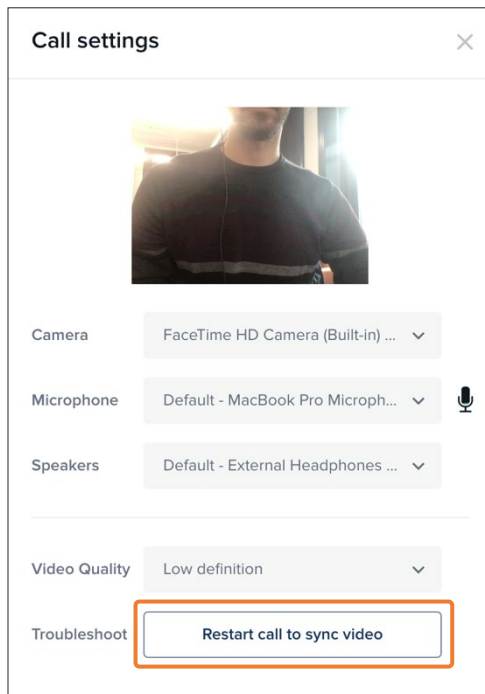 Call settings
Camera FaceTime HD Camera (Built-in) ...
Microphone Default - MacBook Pro Microph...
Speakers Default - External Headphones ...
Video Quality Low definition
Troubleshoot Restart call to sync video